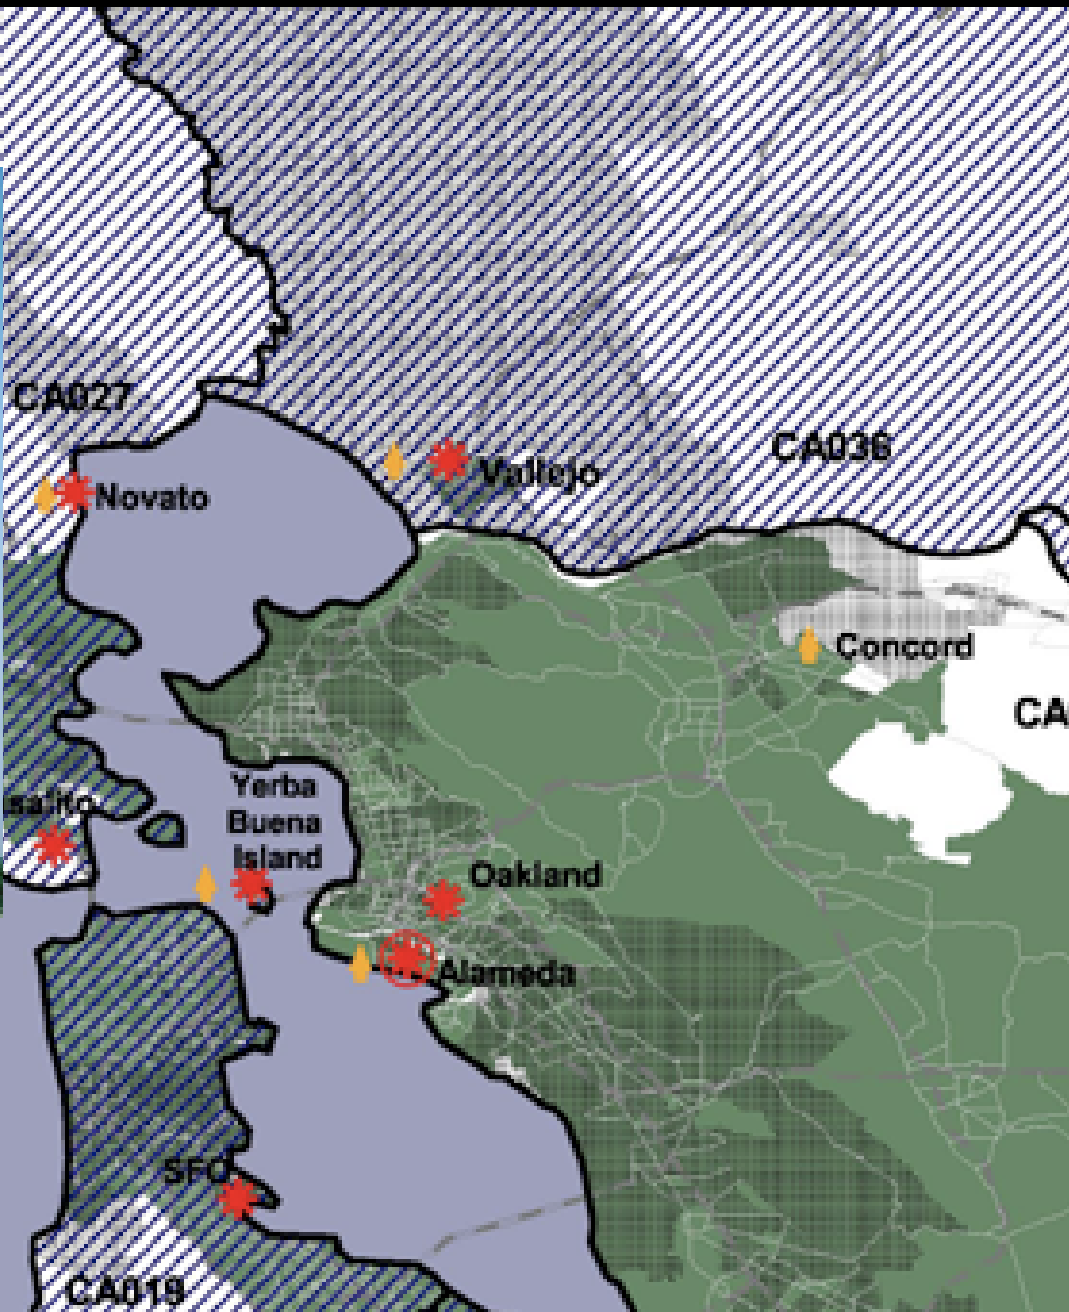 CA027
CA036
Vallejo
Novato
Concord
CA
salito
Yerba
Buena
Island
Oakland
Alameda
SFO
CA019